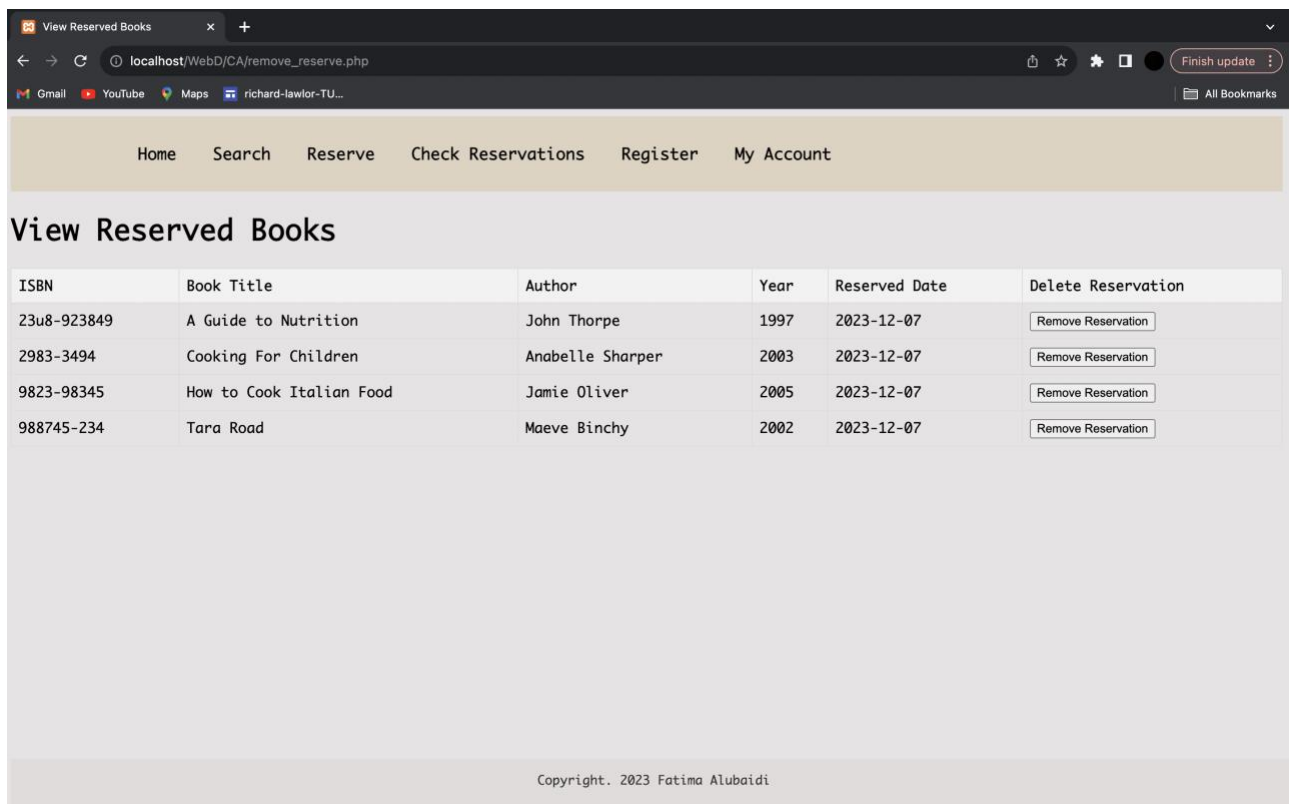 View Reserved Books
localhost/WebD/CA/remove_reserve.php
Finish update
Gmail YouTube Maps richard-lawlor-TU... All Bookmarks
Home Search Reserve Check Reservations Register My Account
View Reserved Books
ISBN Book Title Author Year Reserved Date Delete Reservation
23u8-923849 A Guide to Nutrition John Thorpe 1997 2023-12-07 Remove Reservation
2983-3494 Cooking For Children Anabelle Sharper 2003 2023-12-07 Remove Reservation
9823-98345 How to Cook Italian Food Jamie Oliver 2005 2023-12-07 Remove Reservation
988745-234 Tara Road Maeve Binchy 2002 2023-12-07 Remove Reservation
Copyright. 2023 Fatima Alubaidi